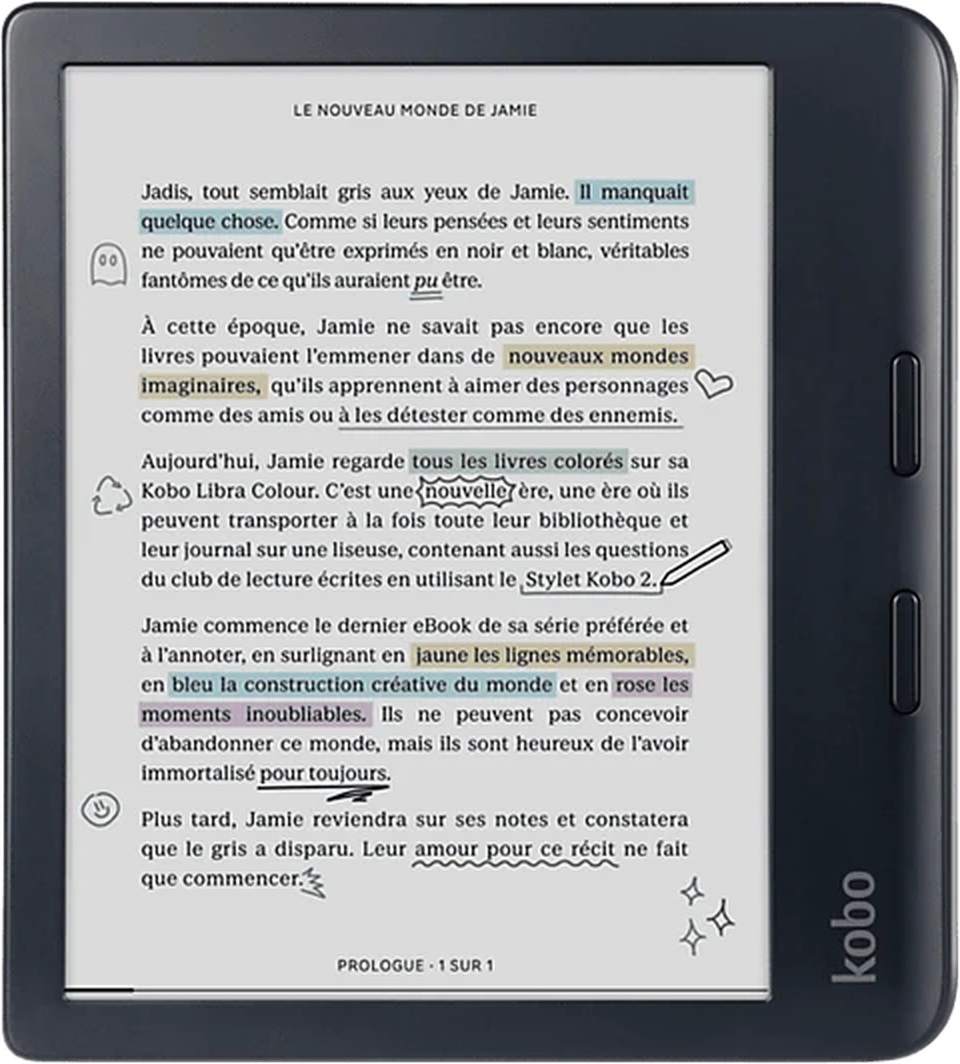 LE NOUVEAU MONDE DE JAMIE
Jadis, tout semblait gris aux yeux de Jamie. Il manquait
quelque chose. Comme si leurs pensées et leurs sentiments
ne pouvaient qu'être exprimés en noir et blanc, véritables
fantômes de ce qu'ils auraient pu être.
À cette époque, Jamie ne savait pas encore que les
livres pouvaient l'emmener dans de nouveaux mondes
imaginaires, qu'ils apprennent à aimer des personnages
comme des amis ou à les détester comme des ennemis.
Aujourd'hui, Jamie regarde tous les livres colorés sur sa
Kobo Libra Colour. C'est une nouvelle ère, une ère où ils
peuvent transporter à la fois toute leur bibliothèque et
leur journal sur une liseuse, contenant aussi les questions
du club de lecture écrites en utilisant le Stylet Kobo 2.
Jamie commence le dernier eBook de sa série préférée et
à l'annoter, en surlignant en jaune les lignes mémorables,
en bleu la construction créative du monde et en rose les
moments inoubliables. Ils ne peuvent pas concevoir
d'abandonner ce monde, mais ils sont heureux de l'avoir
immortalisé pour toujours.
Plus tard, Jamie reviendra sur ses notes et constatera
que le gris a disparu. Leur amour pour ce récit ne fait
que commencer.
PROLOGUE · 1 SUR 1
kobo